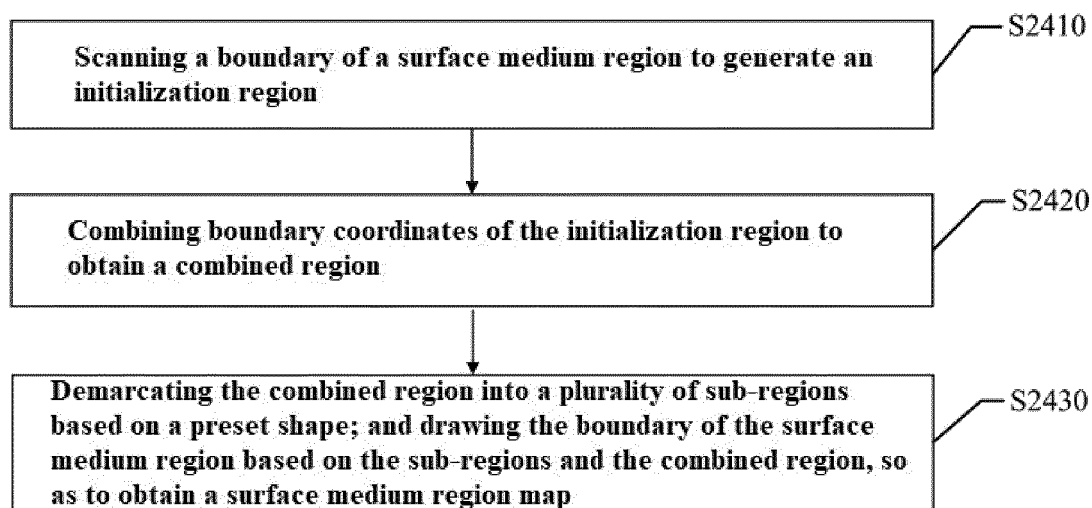 S2410
Scanning a boundary of a surface medium region to generate an
initialization region
S2420
Combining boundary coordinates of the initialization region to
obtain a combined region
S2430
Demarcating the combined region into a plurality of sub-regions
based on a preset shape; and drawing the boundary of the surface
medium region based on the sub-regions and the combined region, so
as to obtain a surface medium region map